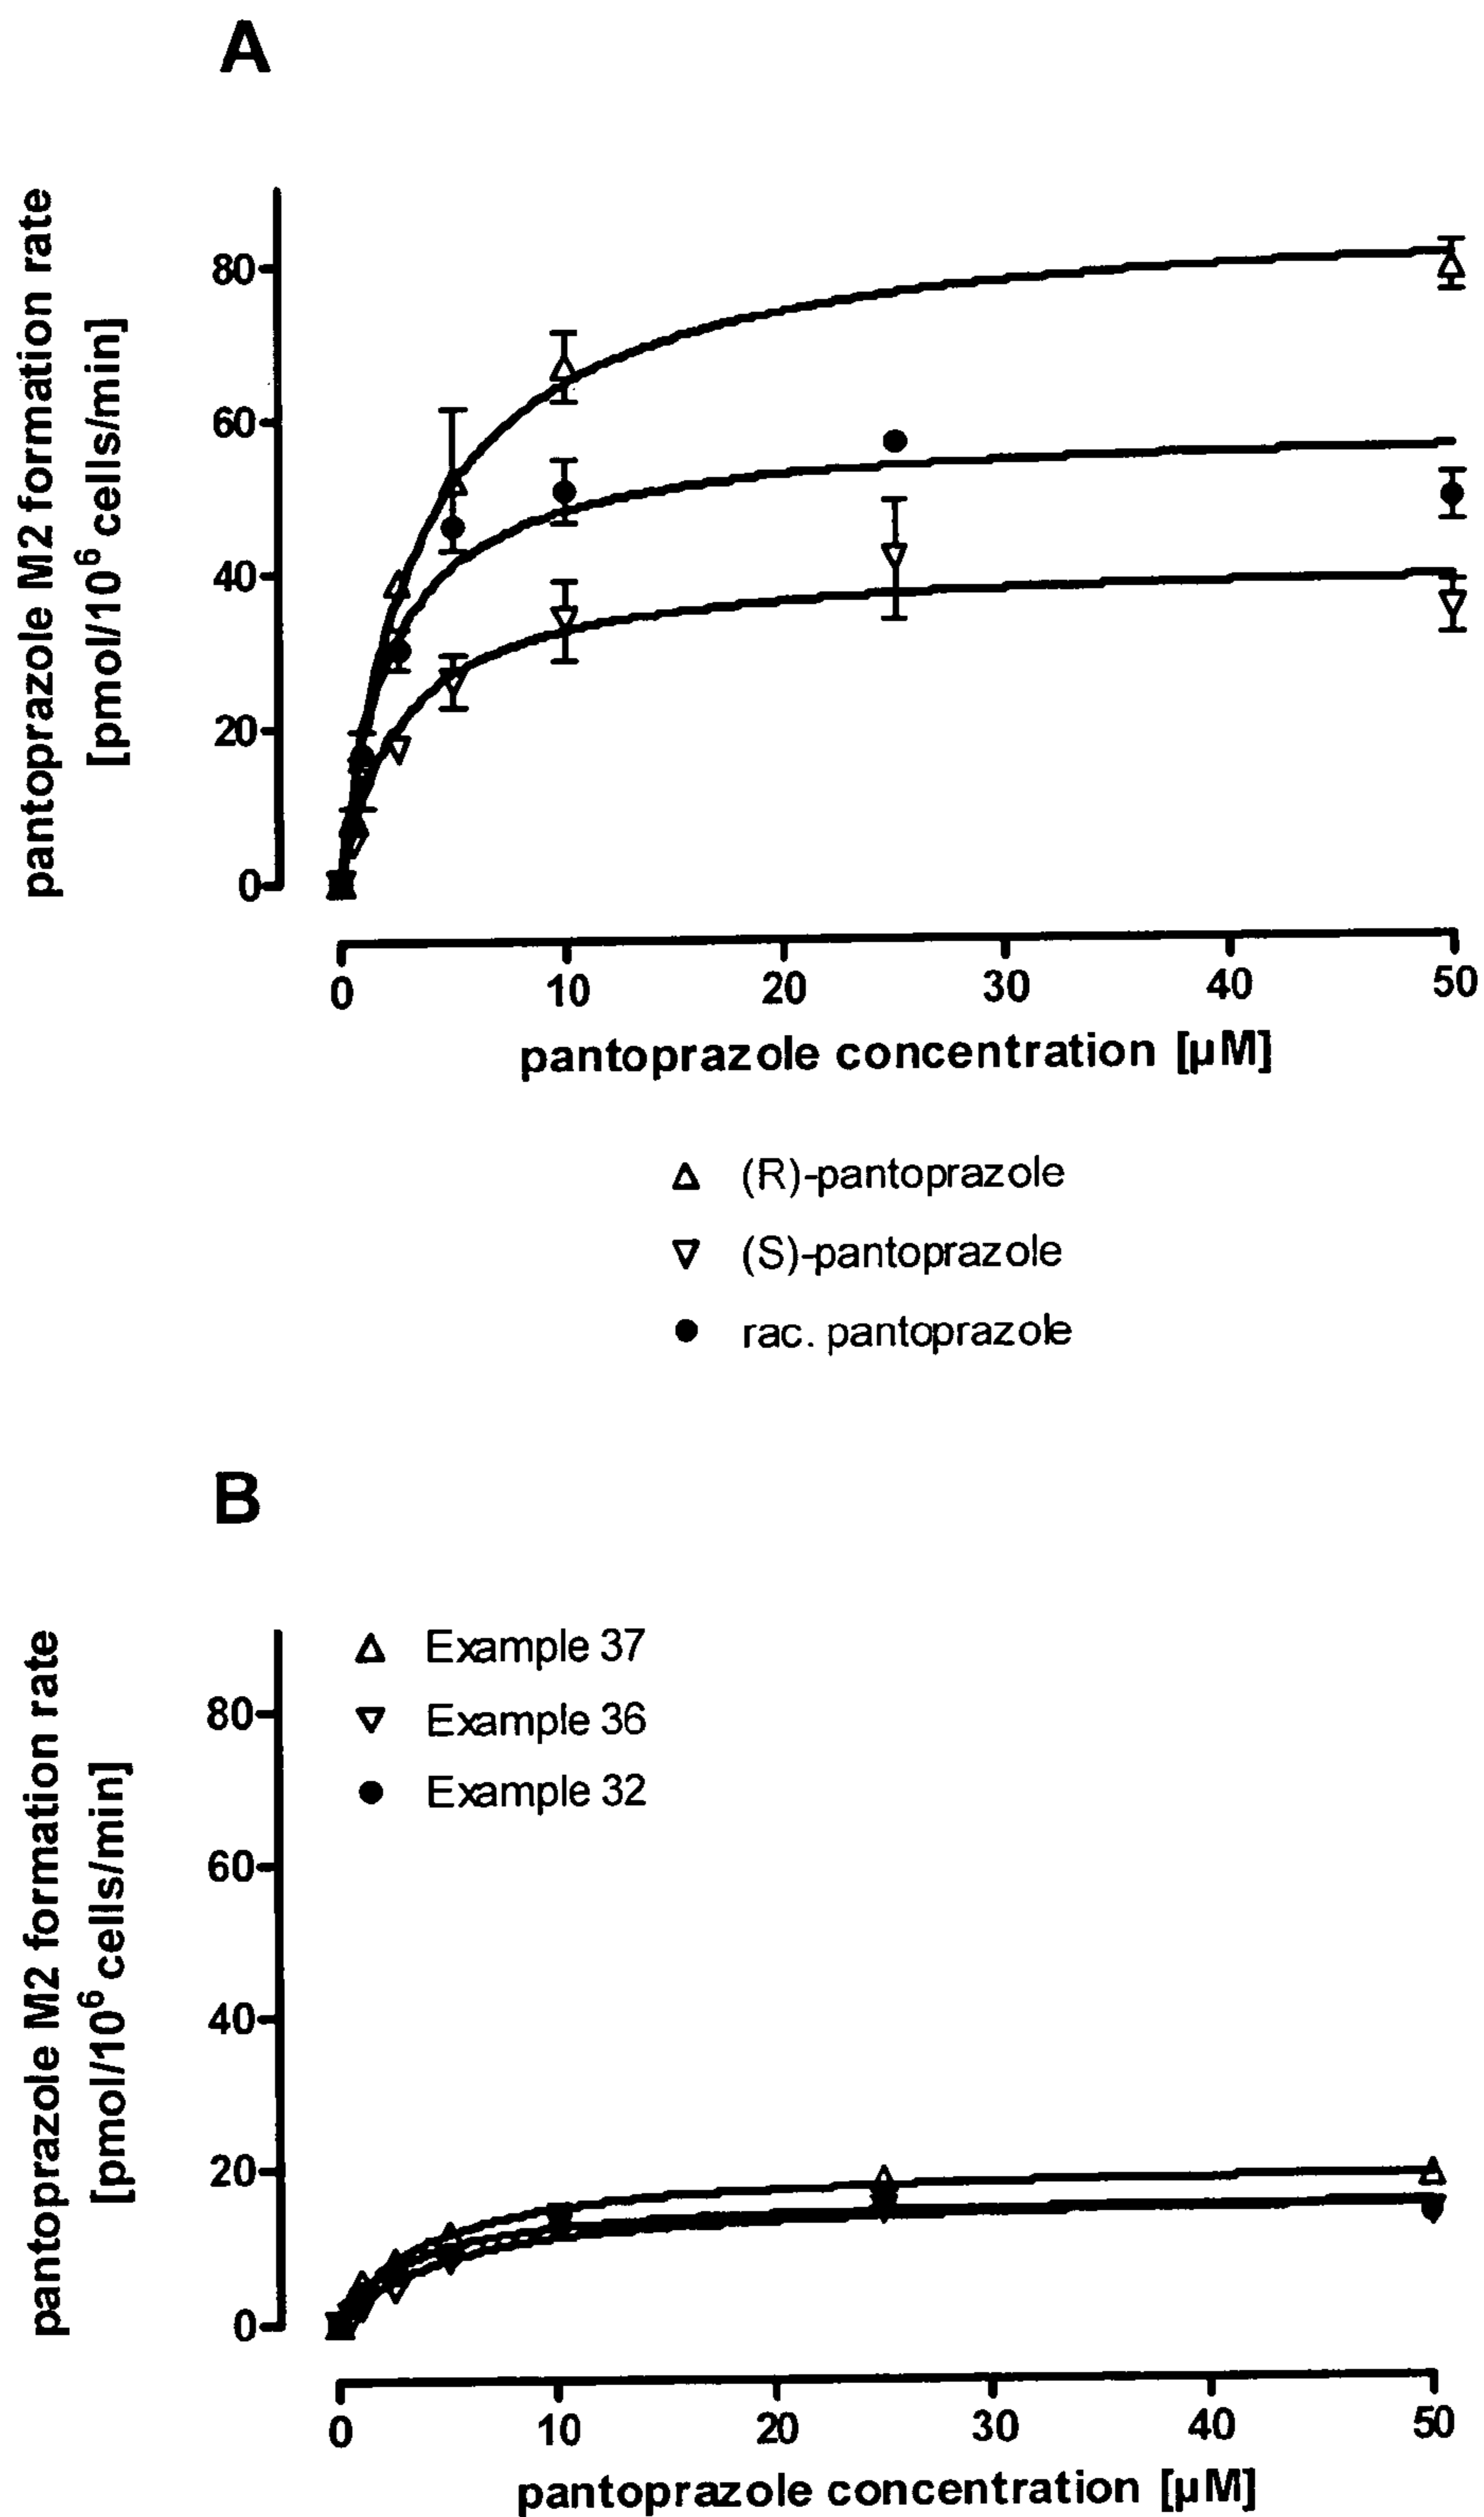 A
pantoprazole M2 formation rate
[pmol/10⁶ cells/min]
80
60
40
20
0
0 10 20 30 40 50
pantoprazole concentration [µM]
(R)-pantoprazole
(S)-pantoprazole
rac. pantoprazole
B
pantoprazole M2 formation rate
[pmol/10⁶ cells/min]
Example 37
Example 36
Example 32
80
60
40
20
0
0 10 20 30 40 50
pantoprazole concentration [µM]